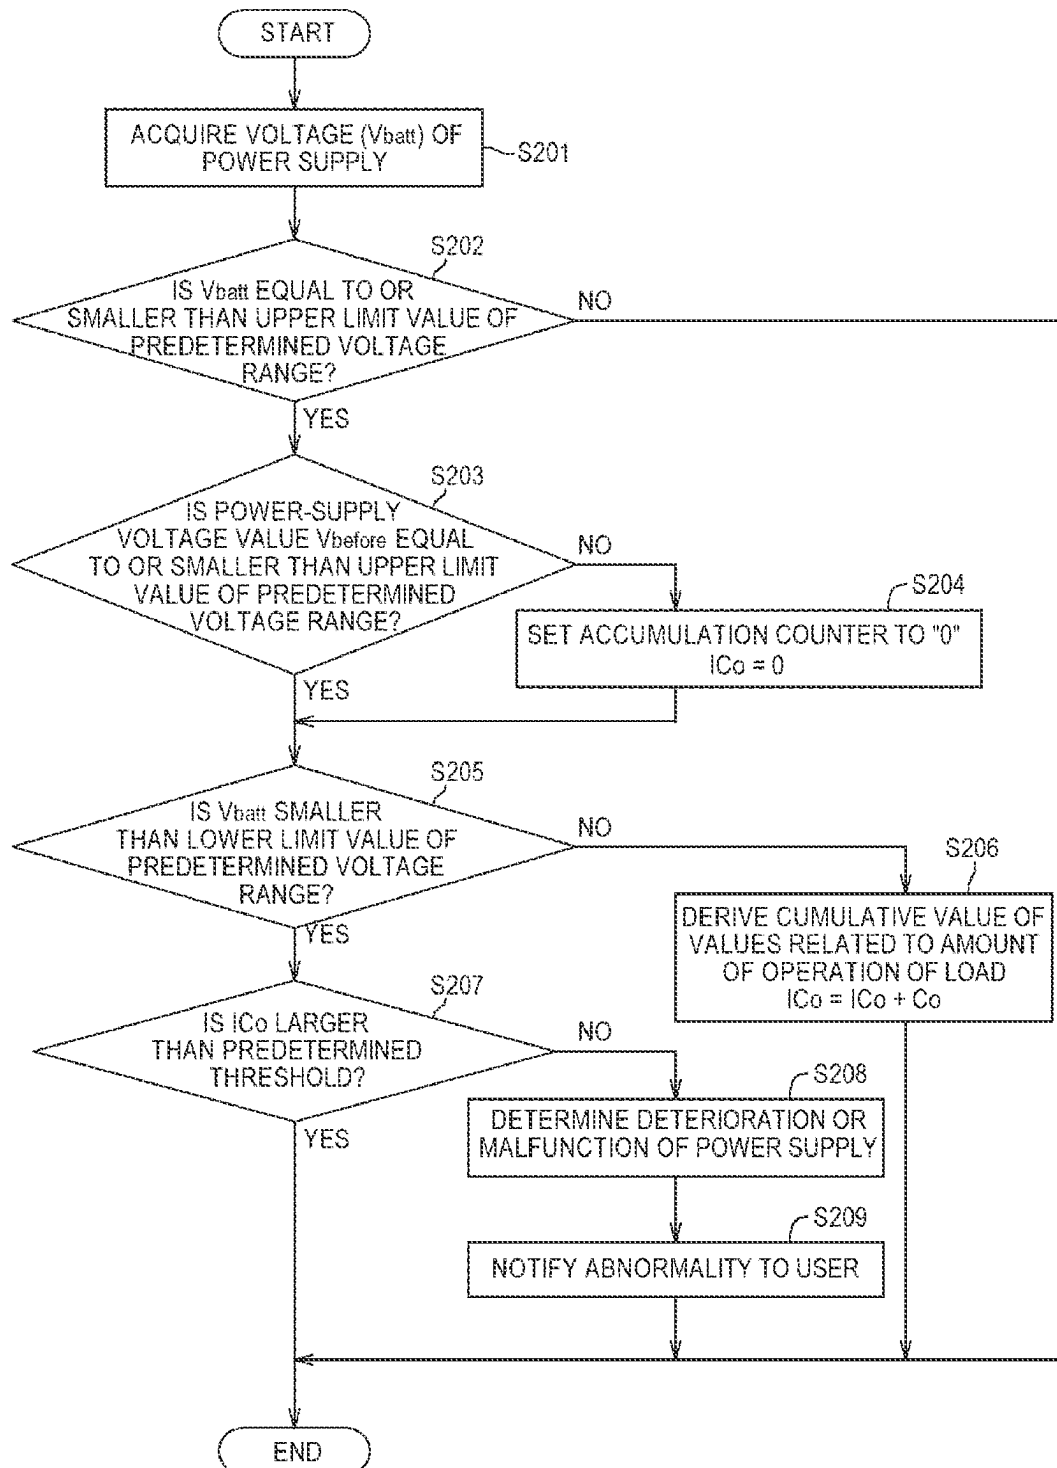 START
ACQUIRE VOLTAGE (Vbatt) OF
POWER SUPPLY
S201
S202
IS Vbatt EQUAL TO OR
SMALLER THAN UPPER LIMIT VALUE OF
PREDETERMINED VOLTAGE
RANGE?
NO
YES
S203
IS POWER-SUPPLY
VOLTAGE VALUE Vbefore EQUAL
TO OR SMALLER THAN UPPER LIMIT
VALUE OF PREDETERMINED
VOLTAGE RANGE?
NO
YES
S204
SET ACCUMULATION COUNTER TO "0"
ICo = 0
S205
IS Vbatt SMALLER
THAN LOWER LIMIT VALUE OF
PREDETERMINED VOLTAGE
RANGE?
NO
YES
S206
DERIVE CUMULATIVE VALUE OF
VALUES RELATED TO AMOUNT
OF OPERATION OF LOAD
ICo = ICo + Co
S207
IS ICo LARGER
THAN PREDETERMINED
THRESHOLD?
NO
YES
S208
DETERMINE DETERIORATION OR
MALFUNCTION OF POWER SUPPLY
S209
NOTIFY ABNORMALITY TO USER
END